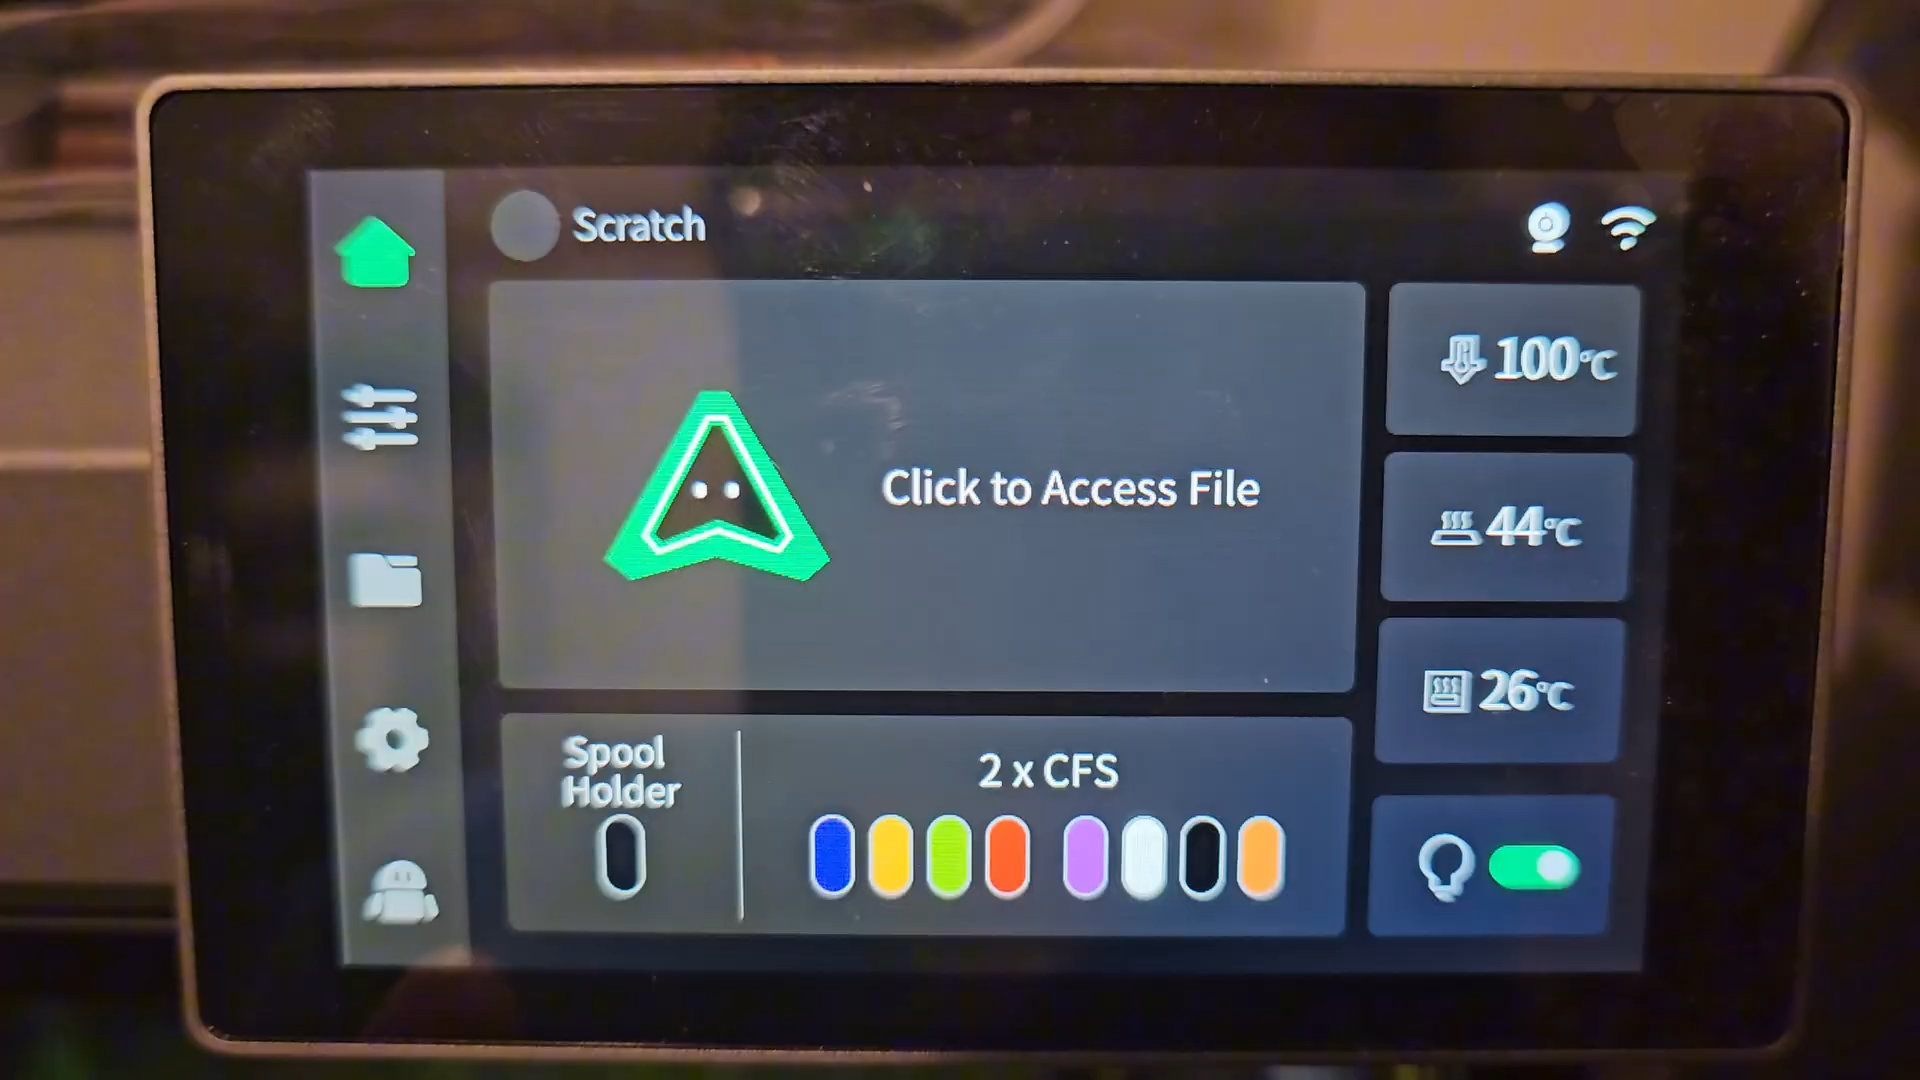 Scratch
Click to Access File
100°C
44°C
26°C
Spool
Holder
2 x CFS